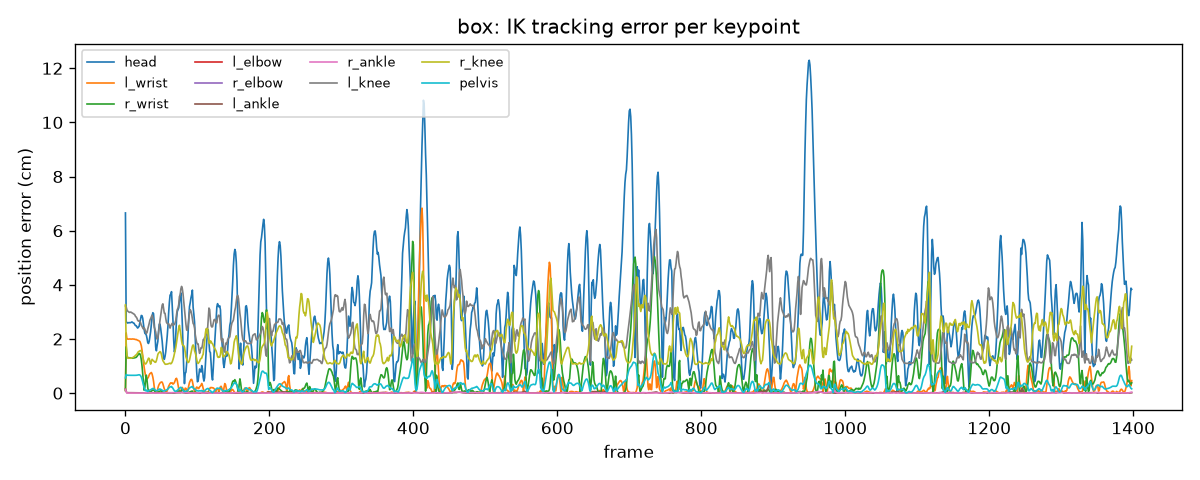 box: IK tracking error per keypoint
position error (cm)
12
10
8
6
4
2
0
head
l_wrist
r_wrist
l_elbow
r_elbow
l_ankle
r_ankle
l_knee
r_knee
pelvis
0 200 400 600 800 1000 1200 1400
frame